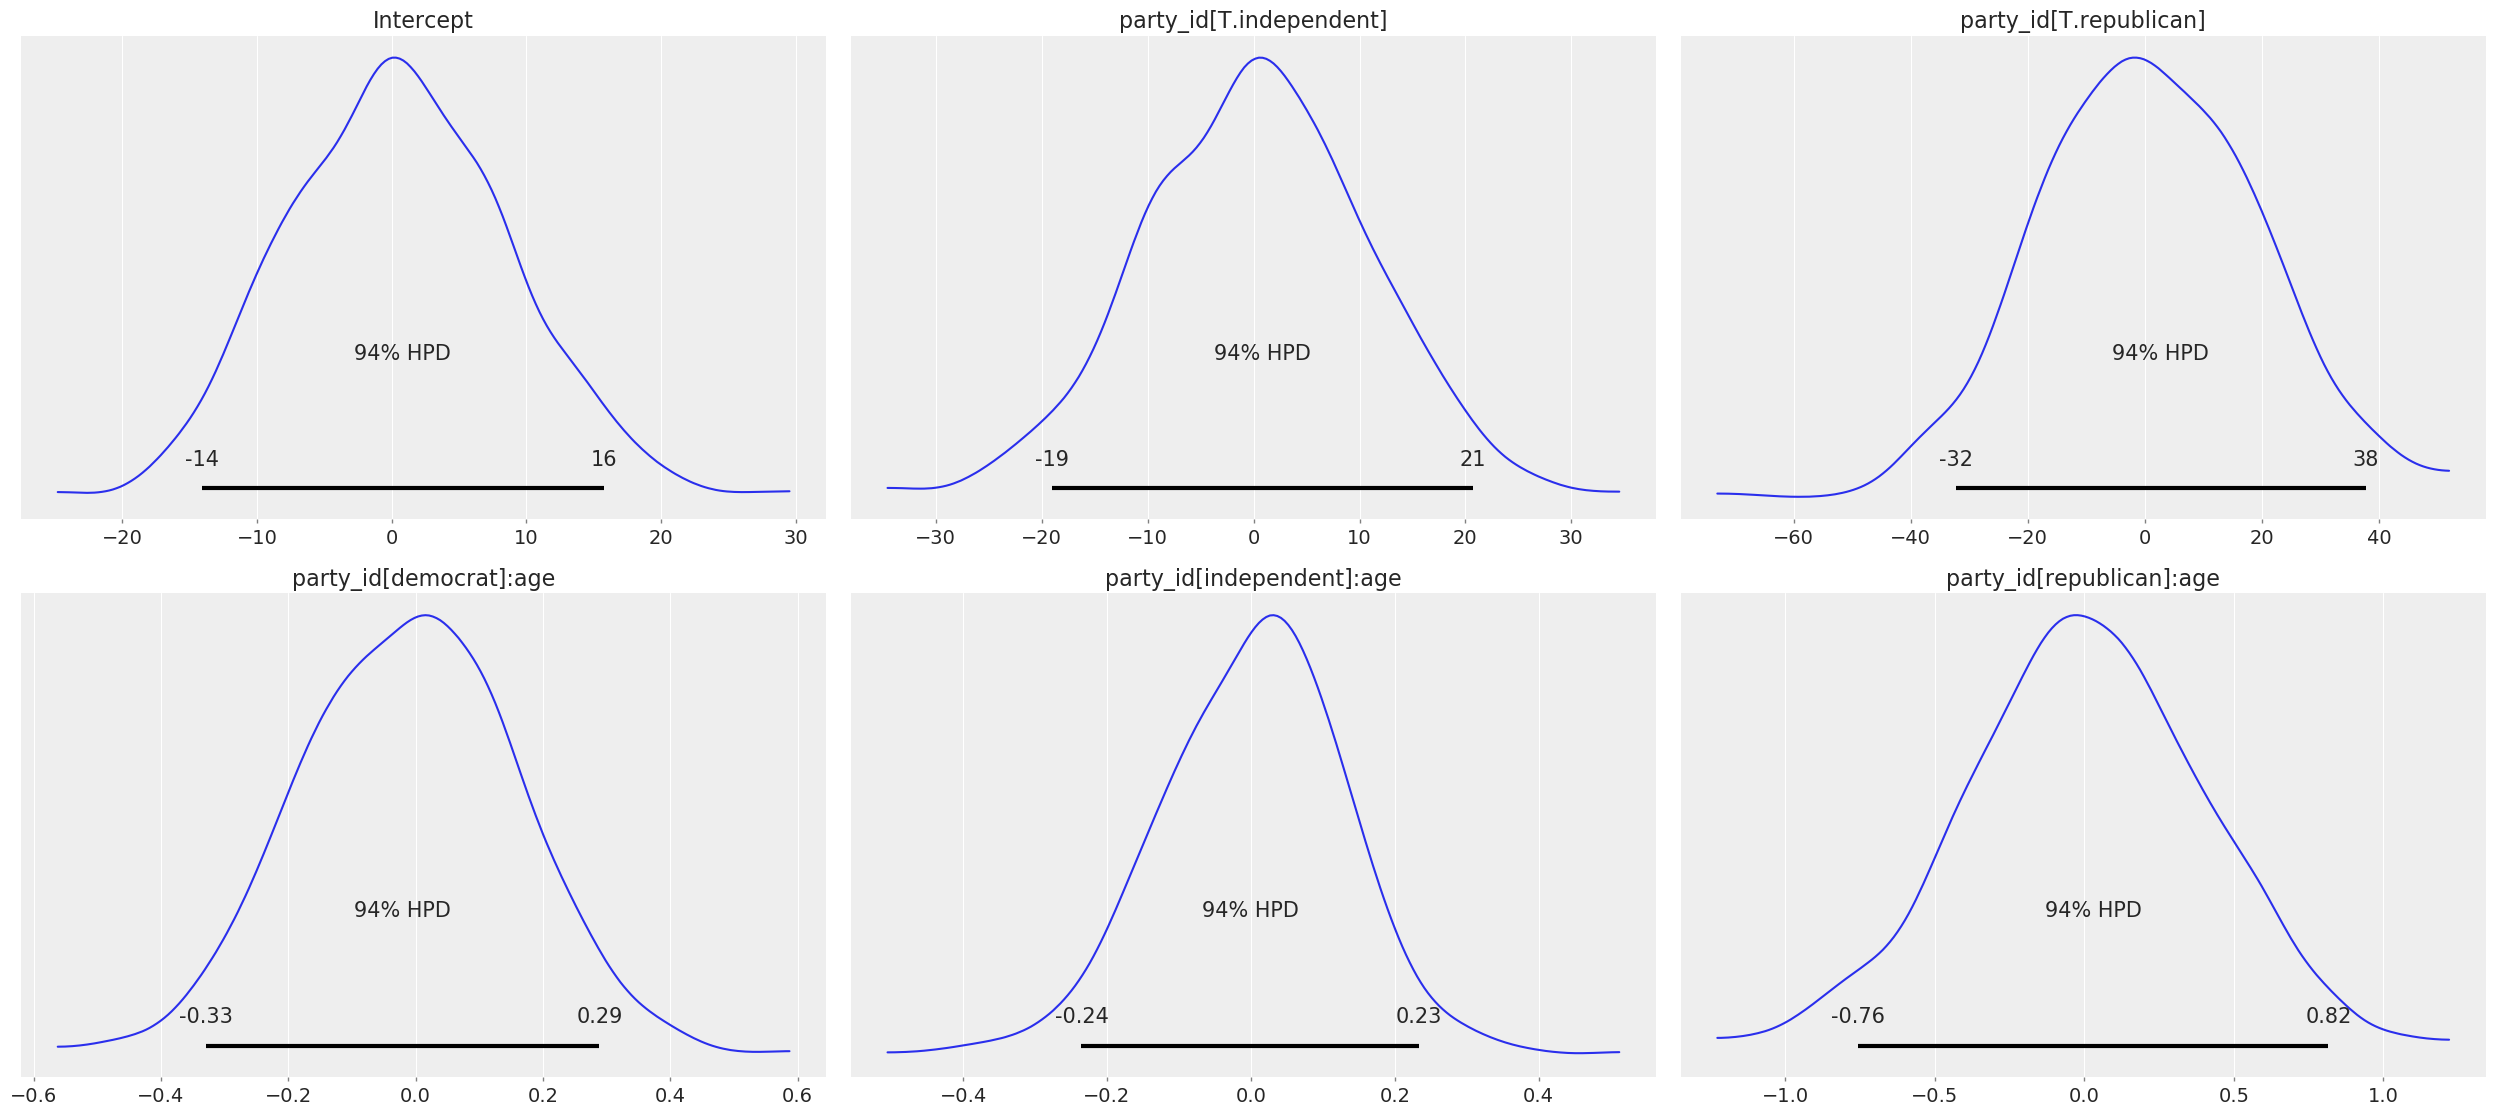 Intercept
94% HPD
-14 16
−20 −10 0 10 20 30
party_id[T.independent]
94% HPD
-19 21
−30 −20 −10 0 10 20 30
party_id[T.republican]
94% HPD
-32 38
−60 −40 −20 0 20 40
party_id[democrat]:age
94% HPD
-0.33 0.29
−0.6 −0.4 −0.2 0.0 0.2 0.4 0.6
party_id[independent]:age
94% HPD
-0.24 0.23
−0.4 −0.2 0.0 0.2 0.4
party_id[republican]:age
94% HPD
-0.76 0.82
−1.0 −0.5 0.0 0.5 1.0